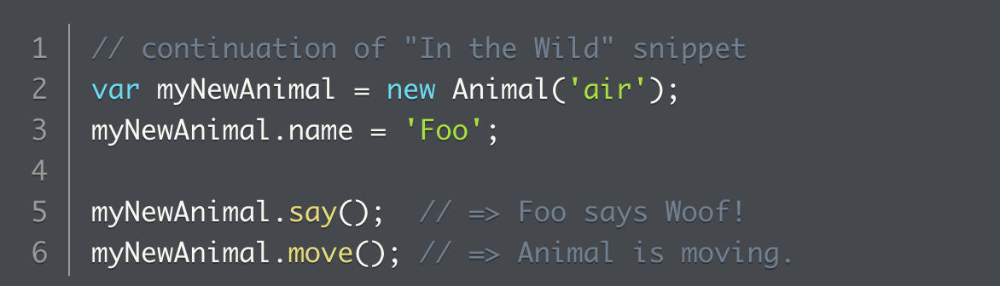 1 // continuation of "In the Wild" snippet
2 var myNewAnimal = new Animal('air');
3 myNewAnimal.name = 'Foo';
4
5 myNewAnimal.say();  // => Foo says Woof!
6 myNewAnimal.move(); // => Animal is moving.